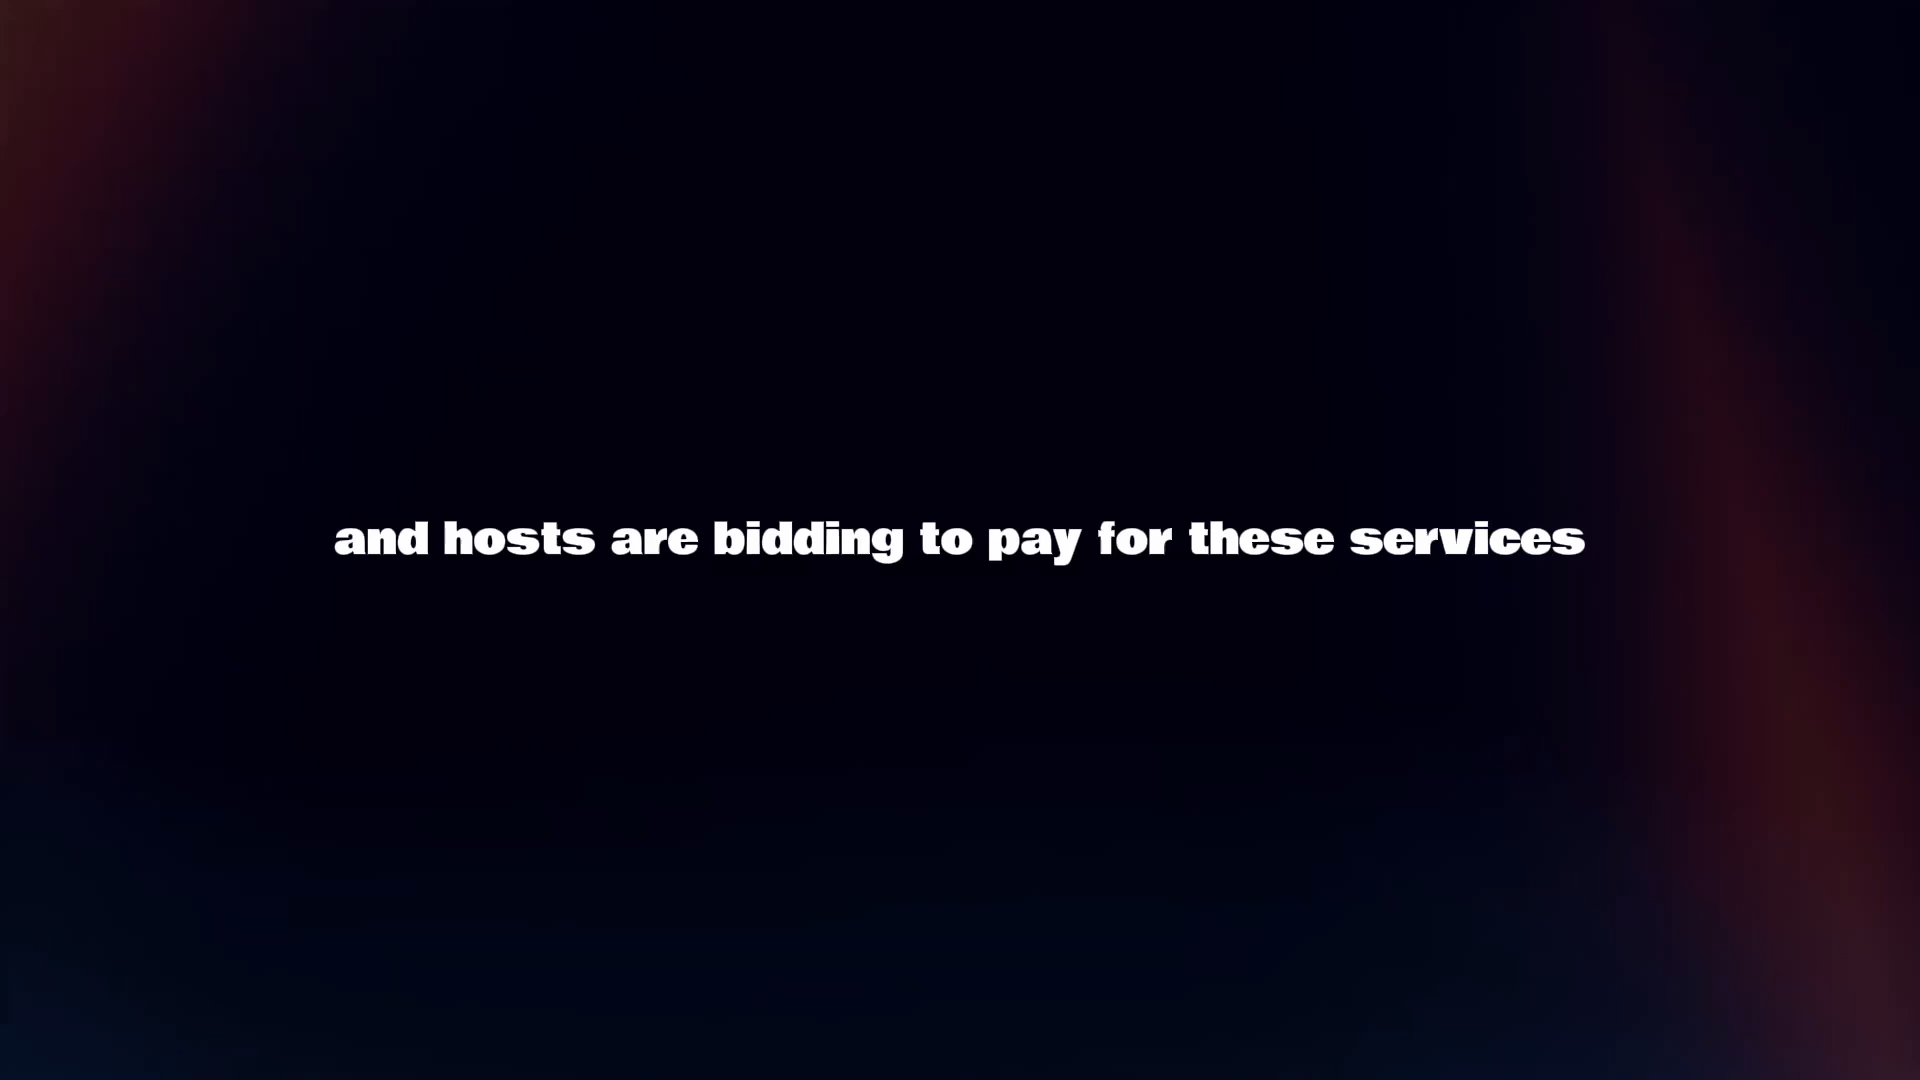 and hosts are bidding to pay for these services